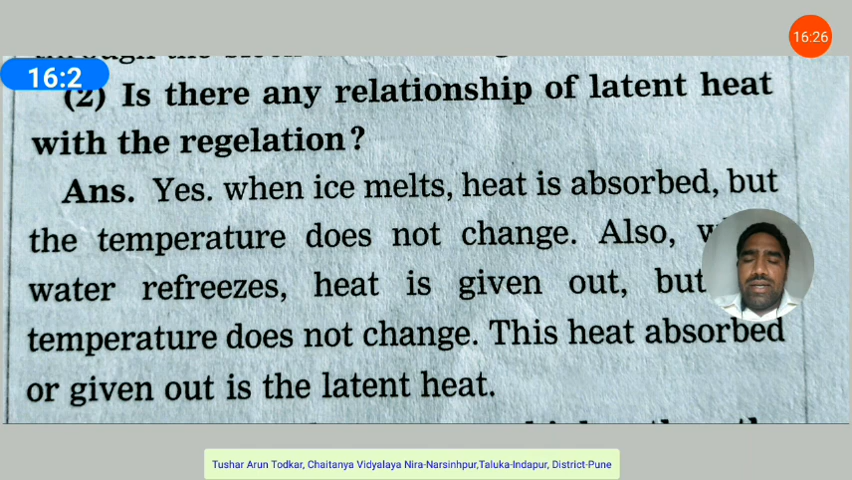 16:26
16:2
(2) Is there any relationship of latent heat
with the regelation?
Ans. Yes. when ice melts, heat is absorbed, but
the temperature does not change. Also,
water refreezes, heat is given out, but
temperature does not change. This heat absorbed
or given out is the latent heat.
Tushar Arun Todkar, Chaitanya Vidyalaya Nira-Narsinhpur,Taluka-Indapur, District-Pune